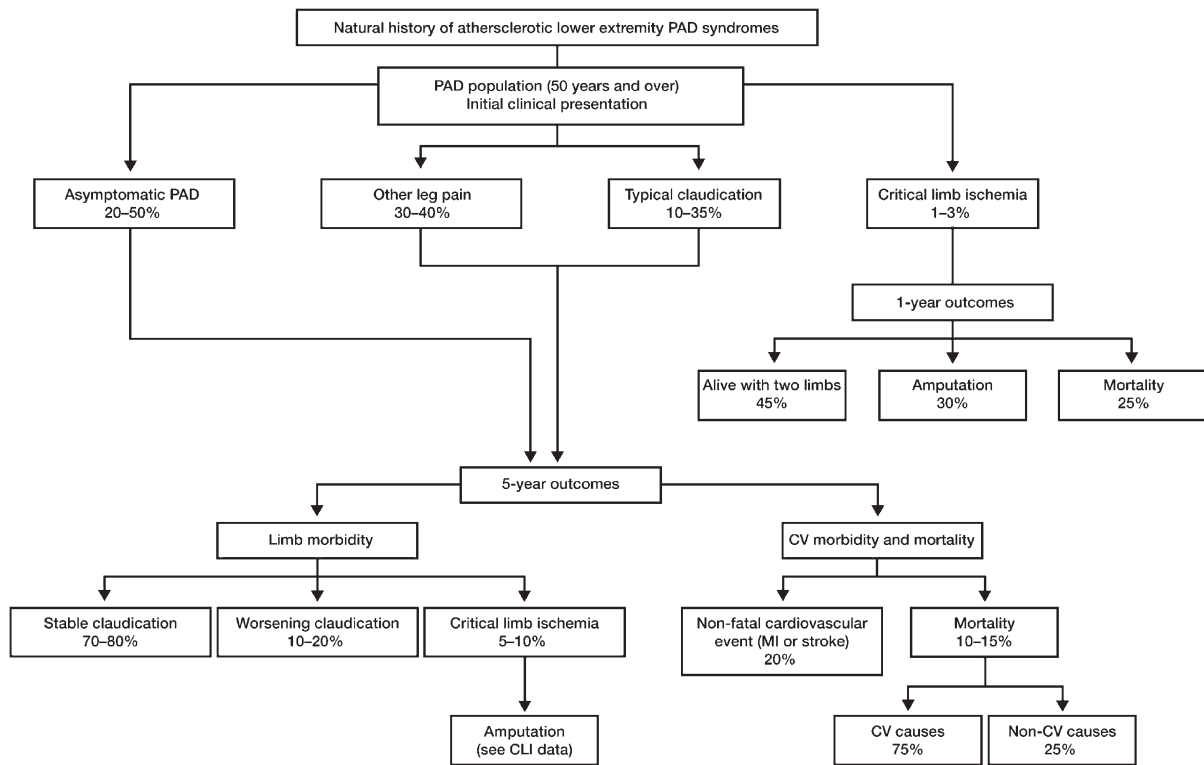 Natural history of athersclerotic lower extremity PAD syndromes
PAD population (50 years and over)
Initial clinical presentation
Asymptomatic PAD
20–50%
Other leg pain
30–40%
Typical claudication
10–35%
Critical limb ischemia
1–3%
1-year outcomes
Alive with two limbs
45%
Amputation
30%
Mortality
25%
5-year outcomes
Limb morbidity
CV morbidity and mortality
Stable claudication
70–80%
Worsening claudication
10–20%
Critical limb ischemia
5–10%
Non-fatal cardiovascular
event (MI or stroke)
20%
Mortality
10–15%
Amputation
(see CLI data)
CV causes
75%
Non-CV causes
25%